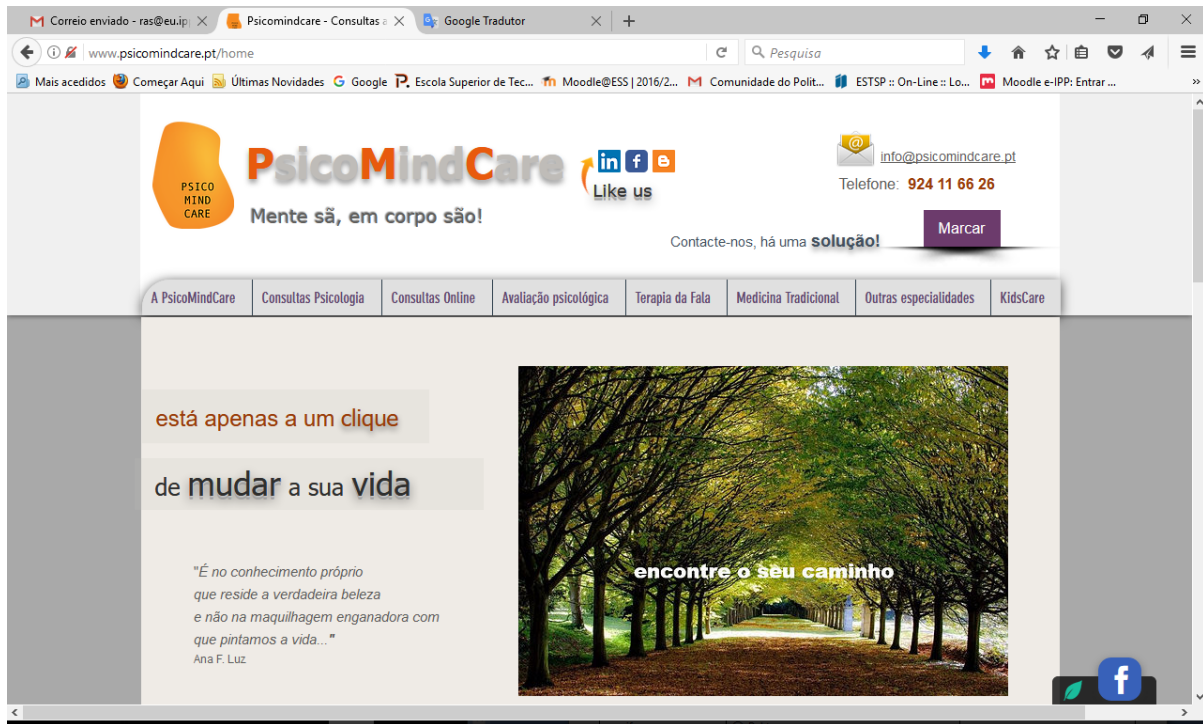 Correio enviado - ras@eu.ip
Psicomindcare - Consultas a
Google Tradutor
www.psicomindcare.pt/home
Pesquisa
Mais acedidos
Começar Aqui
Últimas Novidades
Google
Escola Superior de Tec...
Moodle@ESS | 2016/2...
Comunidade do Polit...
ESTSP :: On-Line :: Lo...
Moodle e-IPP: Entrar ...
PSICO
MIND
CARE
PsicoMindCare
Mente sã, em corpo são!
Like us
info@psicomindcare.pt
Telefone: 924 11 66 26
Contacte-nos, há uma solução!
Marcar
A PsicoMindCare
Consultas Psicologia
Consultas Online
Avaliação psicológica
Terapia da Fala
Medicina Tradicional
Outras especialidades
KidsCare
está apenas a um clique
de mudar a sua vida
"É no conhecimento próprio
que reside a verdadeira beleza
e não na maquilhagem enganadora com
que pintamos a vida..."
Ana F. Luz
encontre o seu caminho